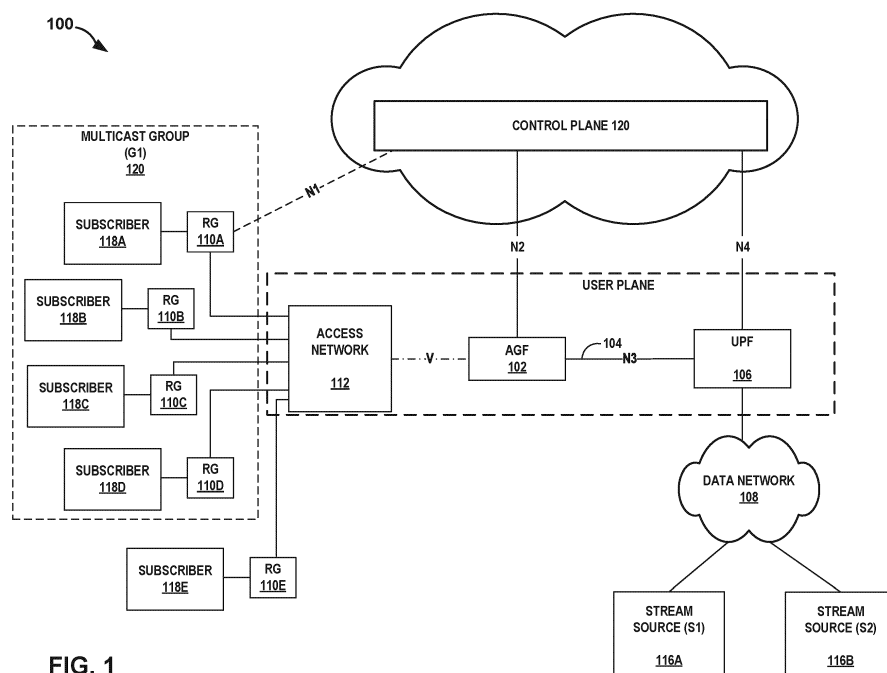 100
CONTROL PLANE 120
MULTICAST GROUP
(G1)
120
N1
SUBSCRIBER
118A
RG
110A
N2
N4
SUBSCRIBER
118B
RG
110B
USER PLANE
ACCESS
NETWORK
112
V
AGF
102
104
N3
UPF
106
SUBSCRIBER
118C
RG
110C
SUBSCRIBER
118D
RG
110D
DATA NETWORK
108
SUBSCRIBER
118E
RG
110E
STREAM
SOURCE (S1)
116A
STREAM
SOURCE (S2)
116B
FIG. 1